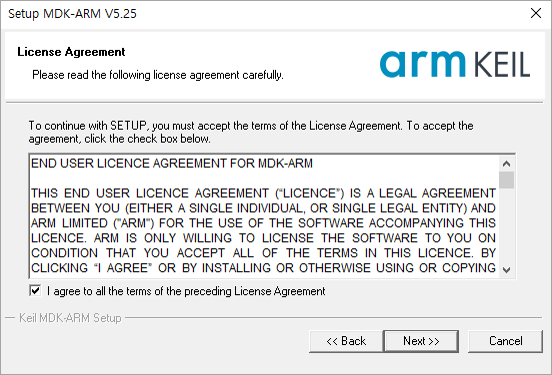 Setup MDK-ARM V5.25
License Agreement
Please read the following license agreement carefully.
arm KEIL
To continue with SETUP, you must accept the terms of the License Agreement. To accept the
agreement, click the check box below.
END USER LICENCE AGREEMENT FOR MDK-ARM
THIS END USER LICENCE AGREEMENT (“LICENCE”) IS A LEGAL AGREEMENT
BETWEEN YOU (EITHER A SINGLE INDIVIDUAL, OR SINGLE LEGAL ENTITY) AND
ARM LIMITED ("ARM") FOR THE USE OF THE SOFTWARE ACCOMPANYING THIS
LICENCE. ARM IS ONLY WILLING TO LICENSE THE SOFTWARE TO YOU ON
CONDITION THAT YOU ACCEPT ALL OF THE TERMS IN THIS LICENCE. BY
CLICKING “I AGREE” OR BY INSTALLING OR OTHERWISE USING OR COPYING
I agree to all the terms of the preceding License Agreement
Keil MDK-ARM Setup
<< Back
Next >>
Cancel